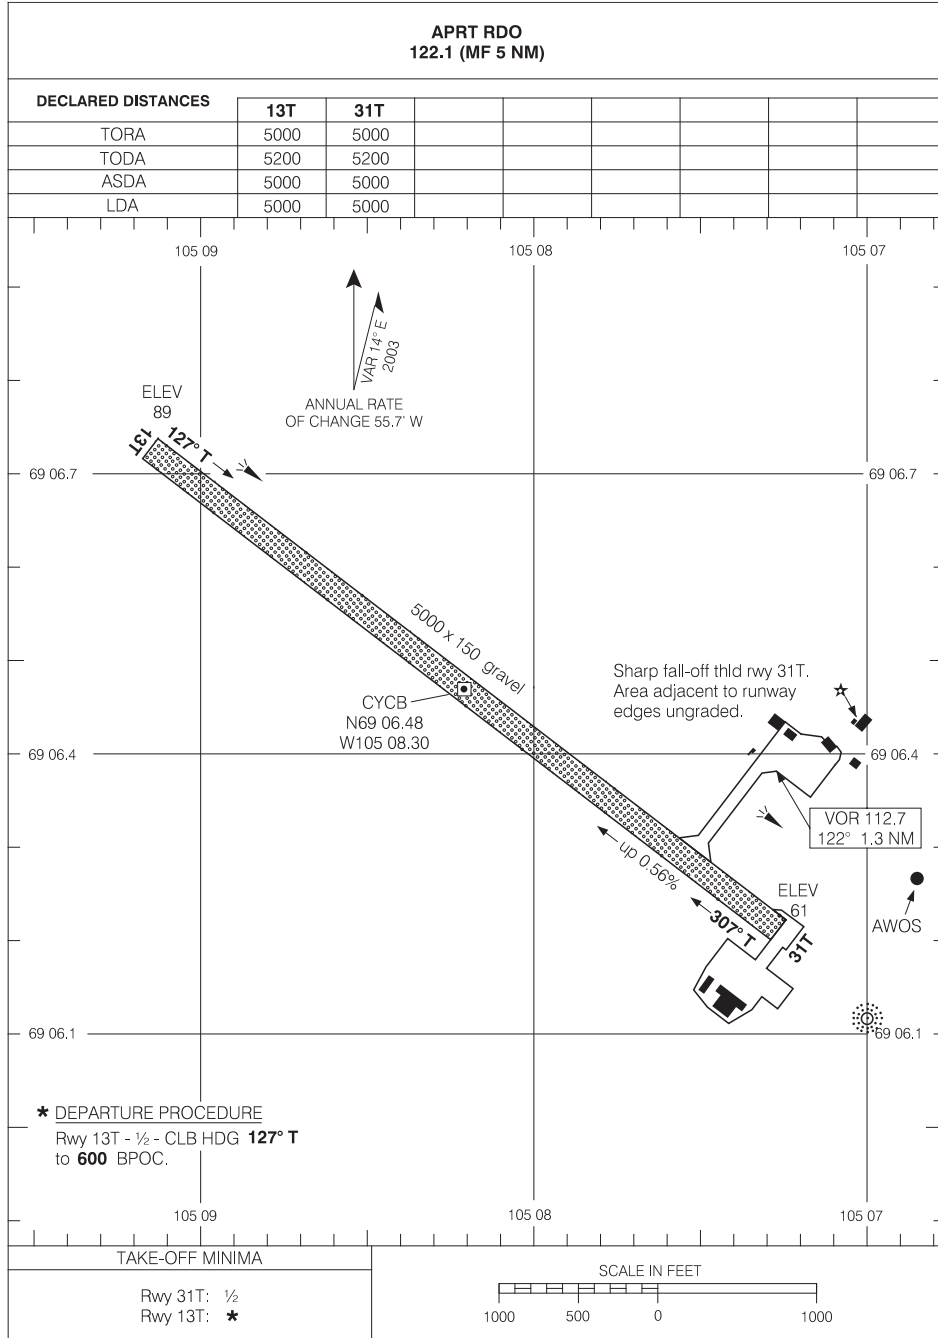 APRT RDO
122.1 (MF 5 NM)
DECLARED DISTANCES 13T 31T
TORA 5000 5000
TODA 5200 5200
ASDA 5000 5000
LDA 5000 5000
105 09 105 08 105 07
VAR 14° E
2003
ANNUAL RATE
OF CHANGE 55.7' W
ELEV
89
13T
127° T
69 06.7 69 06.7
5000 x 150 gravel
CYCB
N69 06.48
W105 08.30
Sharp fall-off thld rwy 31T.
Area adjacent to runway
edges ungraded.
69 06.4 69 06.4
VOR 112.7
122° 1.3 NM
up 0.56%
ELEV
61
307° T
31T
AWOS
69 06.1 69 06.1
* DEPARTURE PROCEDURE
Rwy 13T - ½ - CLB HDG 127° T
to 600 BPOC.
105 09 105 08 105 07
TAKE-OFF MINIMA
Rwy 31T: ½
Rwy 13T: *
SCALE IN FEET
1000 500 0 1000